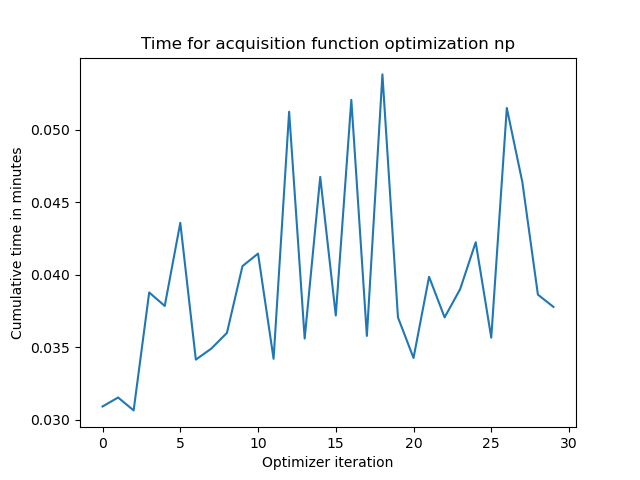 Time for acquisition function optimization np
Cumulative time in minutes
0.050
0.045
0.040
0.035
0.030
0 5 10 15 20 25 30
Optimizer iteration